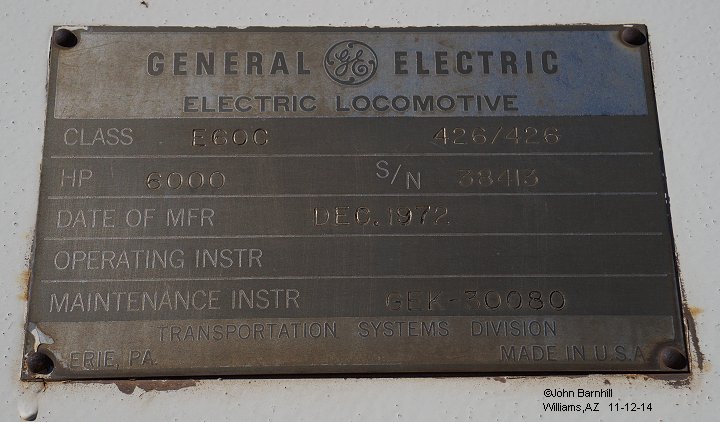 GENERAL GE ELECTRIC
ELECTRIC LOCOMOTIVE
CLASS E60C 426/426
HP 6000 S/N 38413
DATE OF MFR DEC. 1972
OPERATING INSTR
MAINTENANCE INSTR GEK-30080
TRANSPORTATION SYSTEMS DIVISION
ERIE, PA. MADE IN U.S.A.
©John Barnhill
Williams,AZ 11-12-14